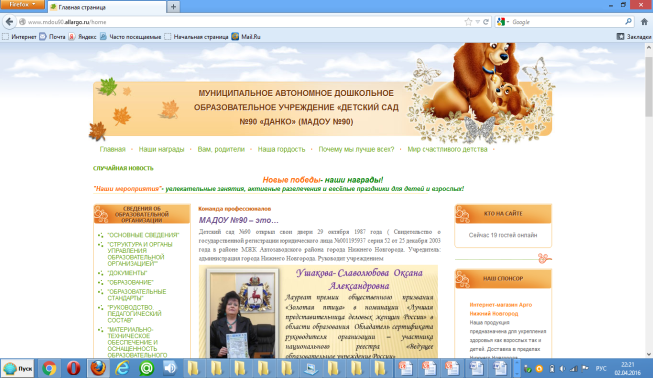 Firefox
Главная страница
www.mdou90.allargo.ru/home
Google
Интернет
Почта
Яндекс
Часто посещаемые
Начальная страница
Mail.Ru
Закладки
МУНИЦИПАЛЬНОЕ АВТОНОМНОЕ ДОШКОЛЬНОЕ
ОБРАЗОВАТЕЛЬНОЕ УЧРЕЖДЕНИЕ «ДЕТСКИЙ САД
№90 «ДАНКО» (МАДОУ №90)
Главная
Наши награды
Вам, родители
Наша гордость
Почему мы лучше всех?
Мир счастливого детства
СЛУЧАЙНАЯ НОВОСТЬ
Новые победы- наши награды!
"Наши мероприятия"- увлекательные занятия, активные развлечения и весёлые праздники для детей и взрослых!
СВЕДЕНИЯ ОБ
ОБРАЗОВАТЕЛЬНОЙ
ОРГАНИЗАЦИИ
"ОСНОВНЫЕ СВЕДЕНИЯ"
"СТРУКТУРА И ОРГАНЫ
УПРАВЛЕНИЯ
ОБРАЗОВАТЕЛЬНОЙ
ОРГАНИЗАЦИЕЙ"
"ДОКУМЕНТЫ"
"ОБРАЗОВАНИЕ"
"ОБРАЗОВАТЕЛЬНЫЕ
СТАНДАРТЫ"
"РУКОВОДСТВО
ПЕДАГОГИЧЕСКИЙ
СОСТАВ"
"МАТЕРИАЛЬНО-
ТЕХНИЧЕСКОЕ
ОБЕСПЕЧЕНИЕ И
ОСНАЩЕННОСТЬ
ОБРАЗОВАТЕЛЬНОГО
Команда профессионалов
МАДОУ №90 – это…
Детский сад №90 открыл свои двери 29 октября 1987 года ( Свидетельство о
государственной регистрации юридического лица №001195937 серия 52 от 25 декабря 2003
года в районе МЖК Автозаводского района города Нижнего Новгорода. Учредитель:
администрация города Нижнего Новгорода. Руководит учреждением
Ушакова-Славолюбова Оксана
Александровна
Лауреат премии общественного признания
«Золотая птица» в номинации «Лучшая
представительница деловых женщин России» в
области образования Обладатель сертификата
руководителя организации – участника
национального реестра «Ведущее
образовательное учреждение России»
КТО НА САЙТЕ
Сейчас 19 гостей онлайн
НАШ СПОНСОР
Интернет-магазин Арго
Нижний Новгород
Наша продукция
предназначена для укрепления
здоровья как взрослых так и
детей. Доставка в пределах
Пуск
РУС
22:21
02.04.2016